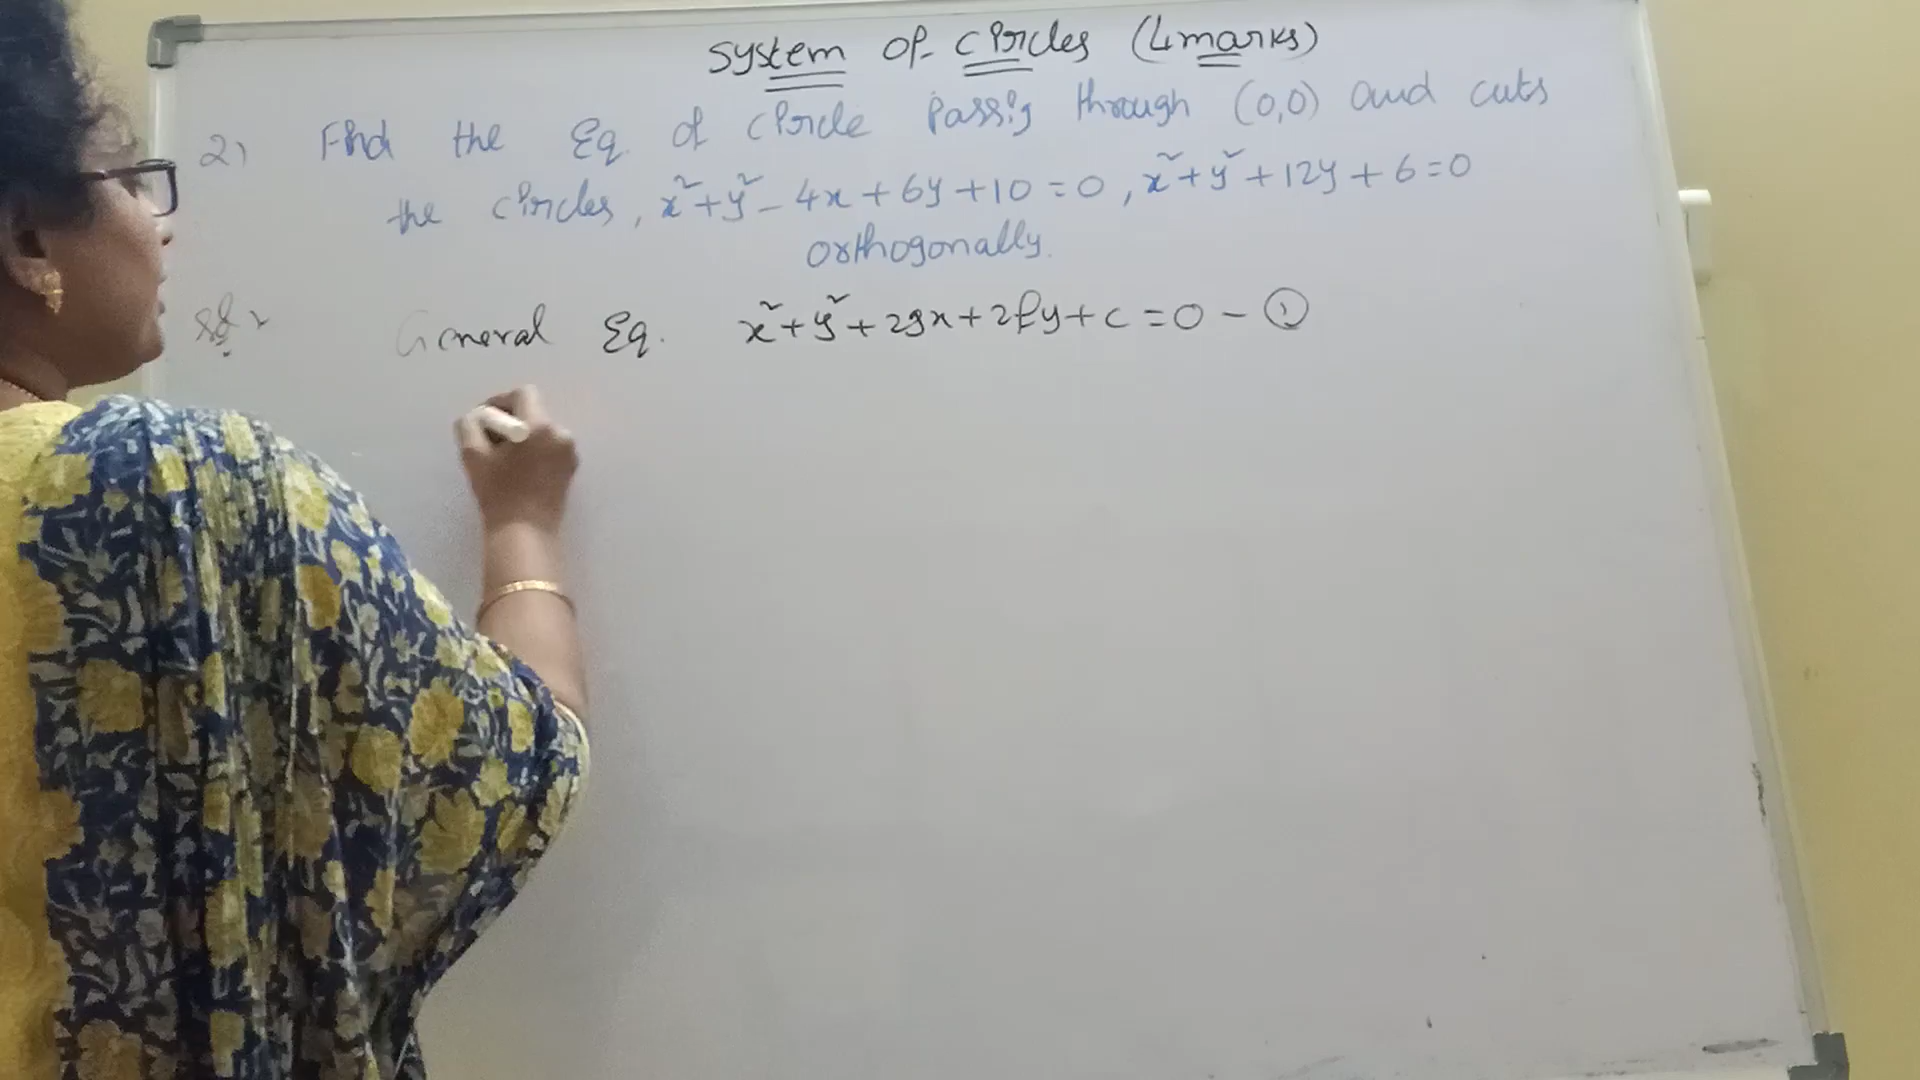 System of circles (4marks)
2) Find the Eq. of circle Passi'g through (0,0) and cuts
the circles, x²+y²-4x+6y+10=0, x²+y²+12y+6=0
orthogonally.
Sol:
General Eq. x²+y²+2gx+2fy+c=0 - ①